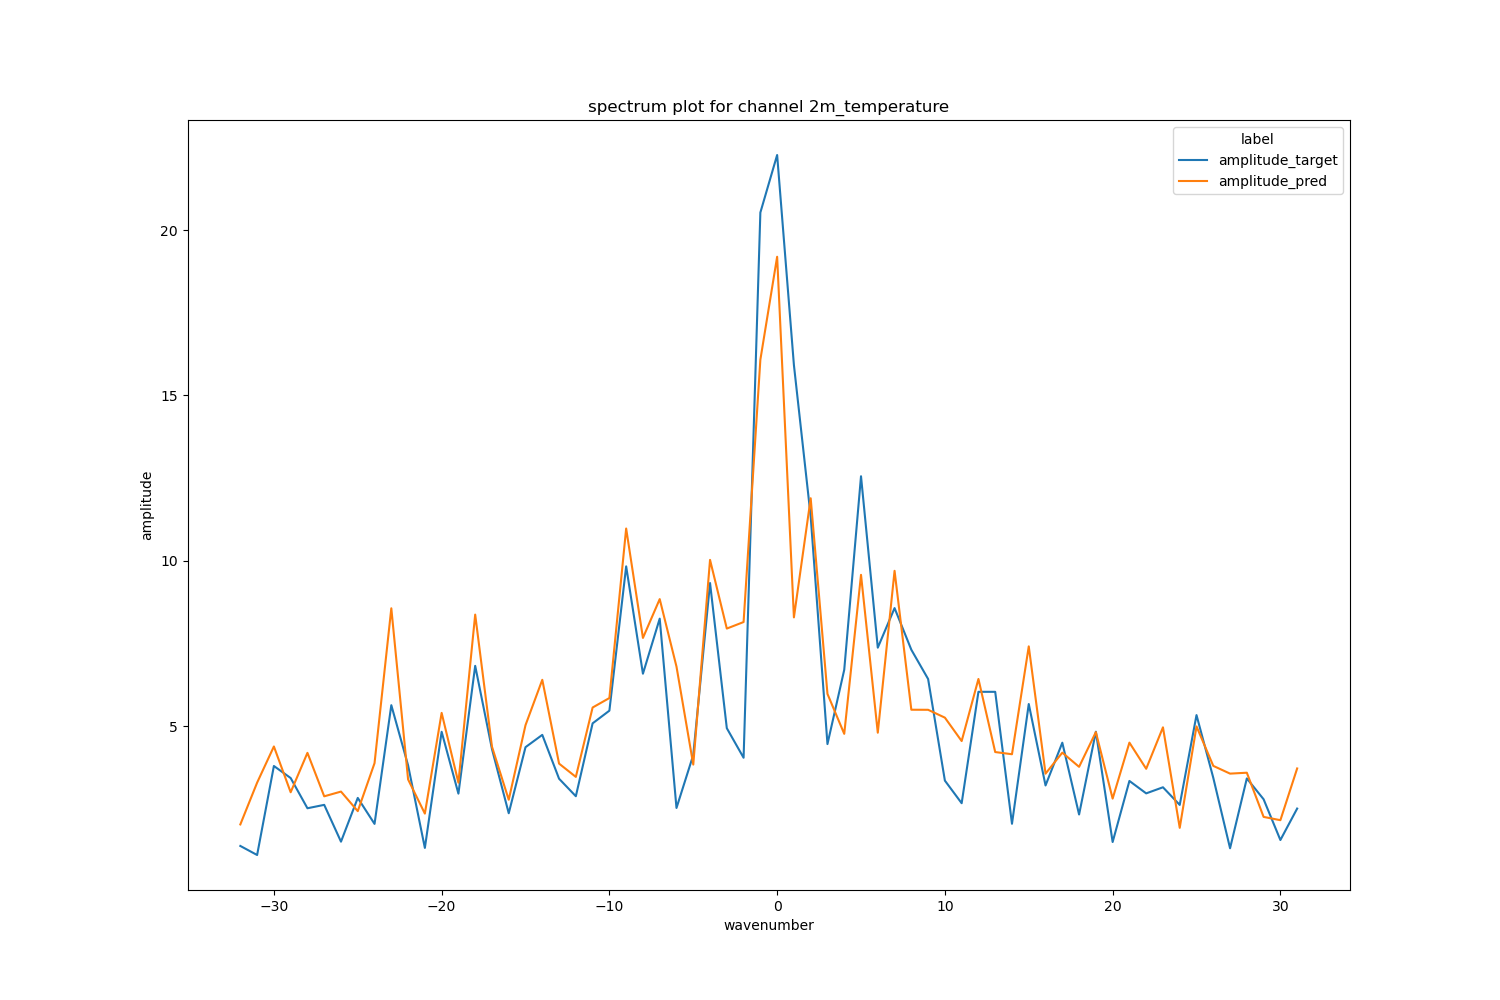 spectrum plot for channel 2m_temperature
label
amplitude_target
amplitude_pred
20
15
10
5
amplitude
−30
−20
−10
0
10
20
30
wavenumber